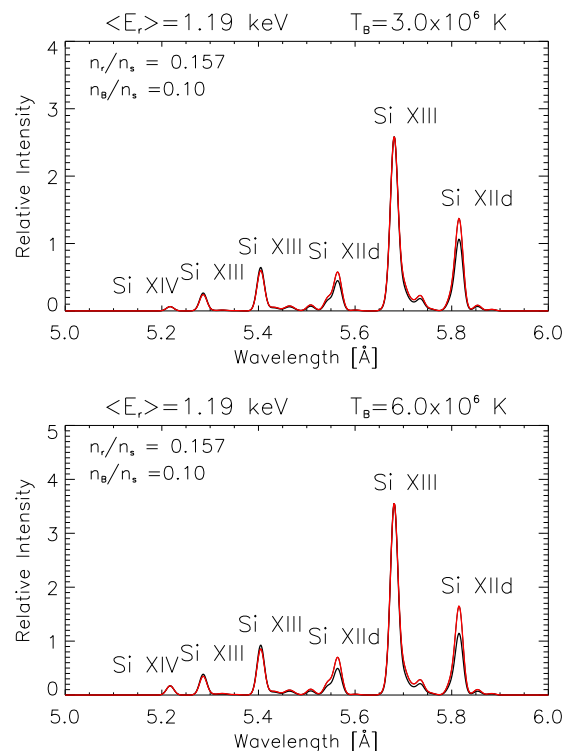 <E_r>=1.19 keV T_B=3.0x10^6 K
n_r/n_s = 0.157
n_B/n_s =0.10
Si XIII
Si XIId
Si XIII
Si XIId
Si XIII
Si XIV
Relative Intensity
4
3
2
1
0
5.0 5.2 5.4 5.6 5.8 6.0
Wavelength [Å]
<E_r>=1.19 keV T_B=6.0x10^6 K
n_r/n_s = 0.157
n_B/n_s =0.10
Si XIII
Si XIId
Si XIII
Si XIId
Si XIII
Si XIV
Relative Intensity
5
4
3
2
1
0
5.0 5.2 5.4 5.6 5.8 6.0
Wavelength [Å]